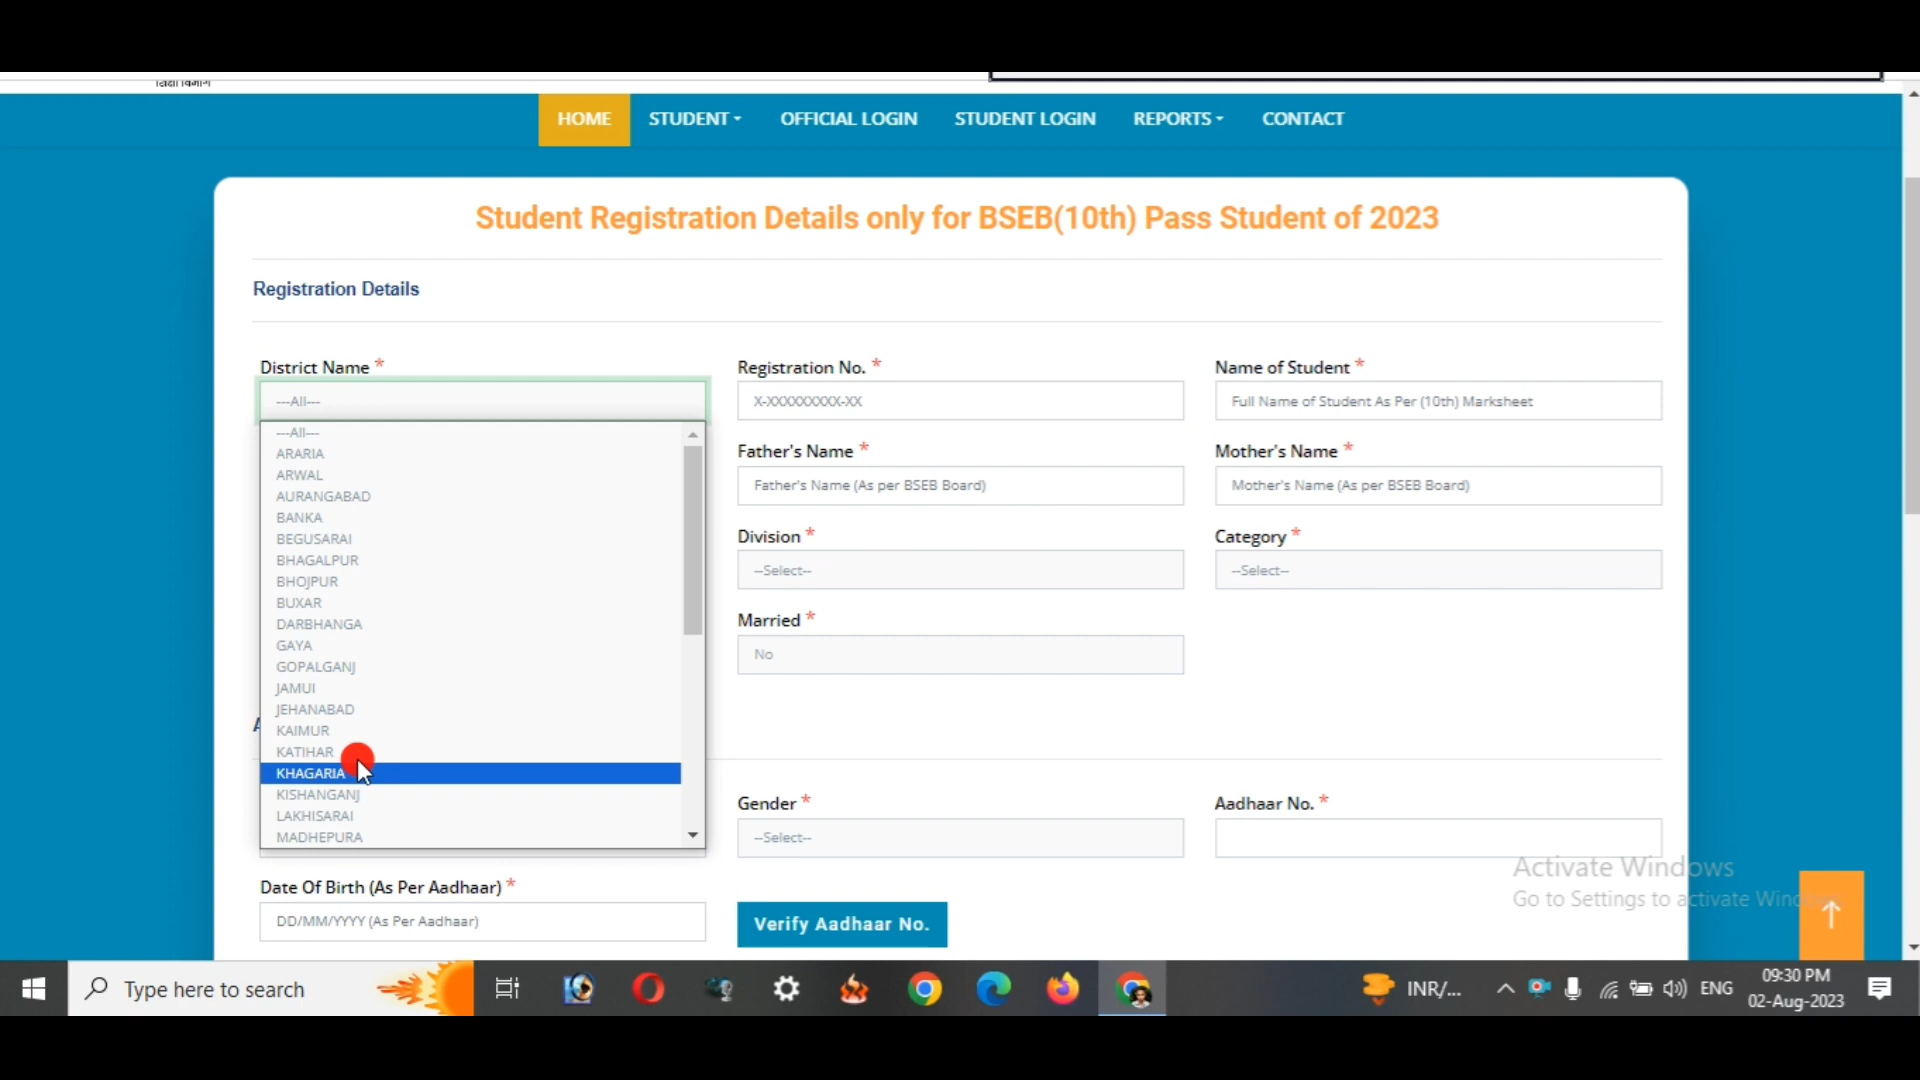 शिक्षा विभाग
HOME STUDENT OFFICIAL LOGIN STUDENT LOGIN REPORTS CONTACT
Student Registration Details only for BSEB(10th) Pass Student of 2023
Registration Details
District Name * Registration No. * Name of Student *
---All--- X-XXXXXXXXX-XX Full Name of Student As Per (10th) Marksheet
---All---
ARARIA
ARWAL
AURANGABAD
BANKA
BEGUSARAI
BHAGALPUR
BHOJPUR
BUXAR
DARBHANGA
GAYA
GOPALGANJ
JAMUI
JEHANABAD
KAIMUR
KATIHAR
KHAGARIA
KISHANGANJ
LAKHISARAI
MADHEPURA
Father's Name * Mother's Name *
Father's Name (As per BSEB Board) Mother's Name (As per BSEB Board)
Division * Category *
--Select-- --Select--
Married *
No
Gender * Aadhaar No. *
--Select--
Date Of Birth (As Per Aadhaar) *
DD/MM/YYYY (As Per Aadhaar) Verify Aadhaar No.
Activate Windows
Go to Settings to activate Wind
Type here to search INR/... ENG 09:30 PM
02-Aug-2023